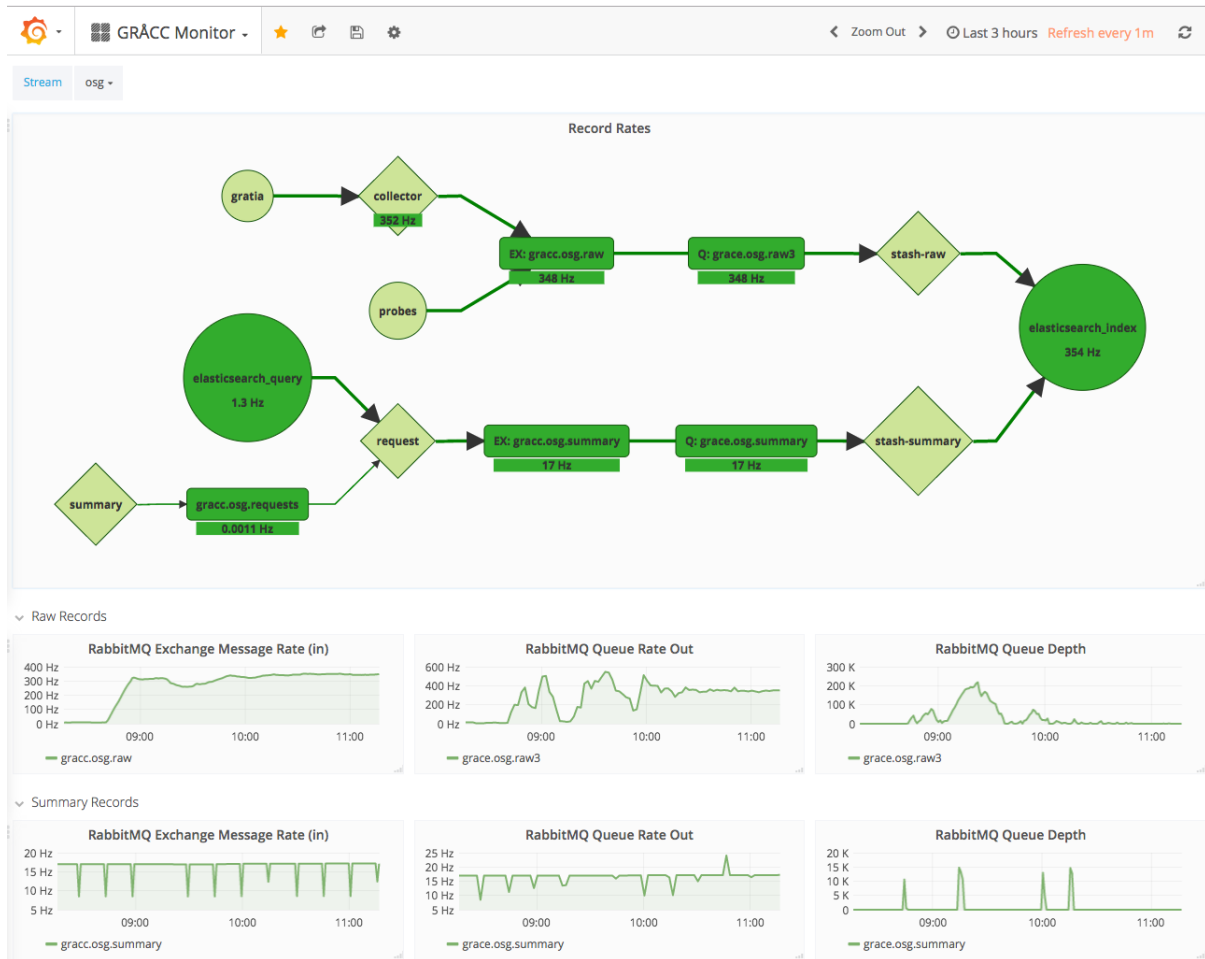 GRÅCC Monitor
Zoom Out
Last 3 hours
Refresh every 1m
Stream
osg
Record Rates
gratia
collector
352 Hz
EX: gracc.osg.raw
348 Hz
Q: grace.osg.raw3
348 Hz
stash-raw
probes
elasticsearch_index
354 Hz
elasticsearch_query
1.3 Hz
request
EX: gracc.osg.summary
17 Hz
Q: grace.osg.summary
17 Hz
stash-summary
summary
gracc.osg.requests
0.0011 Hz
Raw Records
RabbitMQ Exchange Message Rate (in)
400 Hz
300 Hz
200 Hz
100 Hz
0 Hz
09:00 10:00 11:00
gracc.osg.raw
RabbitMQ Queue Rate Out
600 Hz
400 Hz
200 Hz
0 Hz
09:00 10:00 11:00
grace.osg.raw3
RabbitMQ Queue Depth
300 K
200 K
100 K
0
09:00 10:00 11:00
grace.osg.raw3
Summary Records
RabbitMQ Exchange Message Rate (in)
20 Hz
15 Hz
10 Hz
5 Hz
09:00 10:00 11:00
gracc.osg.summary
RabbitMQ Queue Rate Out
25 Hz
20 Hz
15 Hz
10 Hz
5 Hz
09:00 10:00 11:00
grace.osg.summary
RabbitMQ Queue Depth
20 K
15 K
10 K
5 K
0
09:00 10:00 11:00
grace.osg.summary